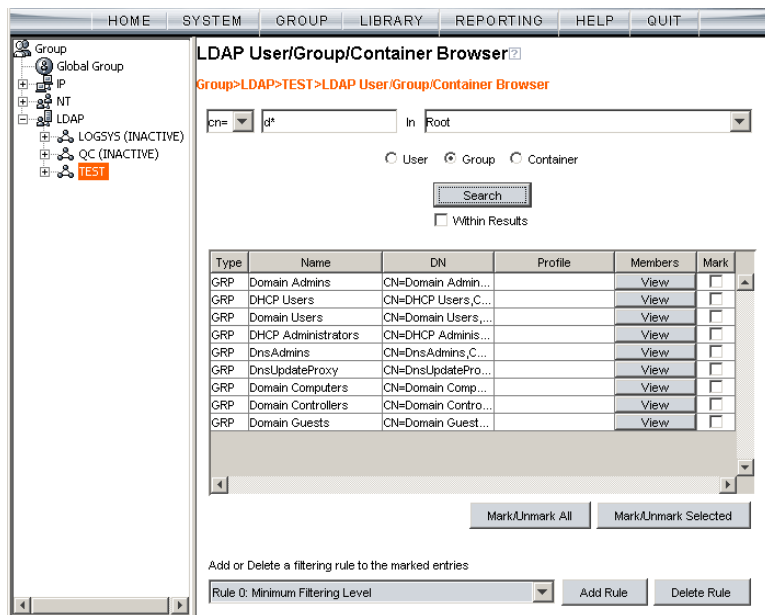 HOME SYSTEM GROUP LIBRARY REPORTING HELP QUIT
Group
Global Group
IP
NT
LDAP
LOGSYS (INACTIVE)
QC (INACTIVE)
TEST
LDAP User/Group/Container Browser?
Group>LDAP>TEST>LDAP User/Group/Container Browser
cn= d* In Root
User Group Container
Search
Within Results
Type Name DN Profile Members Mark
GRP Domain Admins CN=Domain Admin... View
GRP DHCP Users CN=DHCP Users,C... View
GRP Domain Users CN=Domain Users,... View
GRP DHCP Administrators CN=DHCP Adminis... View
GRP DnsAdmins CN=DnsAdmins,C... View
GRP DnsUpdateProxy CN=DnsUpdatePro... View
GRP Domain Computers CN=Domain Comp... View
GRP Domain Controllers CN=Domain Contro... View
GRP Domain Guests CN=Domain Guest... View
Mark/Unmark All Mark/Unmark Selected
Add or Delete a filtering rule to the marked entries
Rule 0: Minimum Filtering Level Add Rule Delete Rule